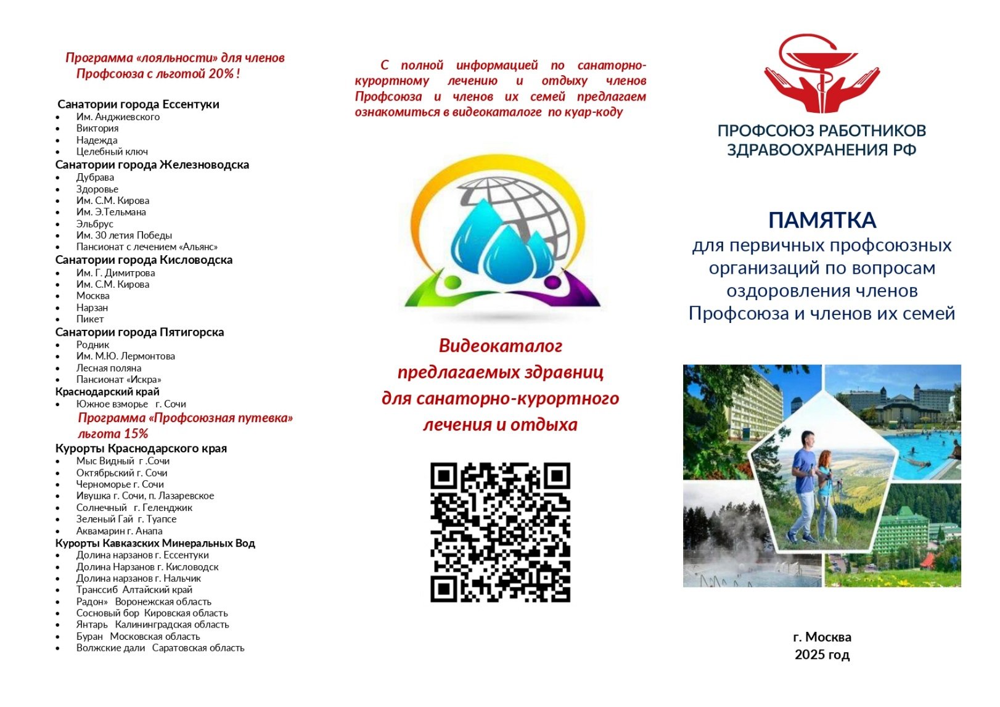 Программа «лояльности» для членов
Профсоюза с льготой 20% !
Санатории города Ессентуки
• Им. Анджиевского
• Виктория
• Надежда
• Целебный ключ
Санатории города Железноводска
• Дубрава
• Здоровье
• Им. С.М. Кирова
• Им. Э.Тельмана
• Эльбрус
• Им. 30 летия Победы
• Пансионат с лечением «Альянс»
Санатории города Кисловодска
• Им. Г. Димитрова
• Им. С.М. Кирова
• Москва
• Нарзан
• Пикет
Санатории города Пятигорска
• Родник
• Им. М.Ю. Лермонтова
• Лесная поляна
• Пансионат «Искра»
Краснодарский край
• Южное взморье г. Сочи
Программа «Профсоюзная путевка»
льгота 15%
Курорты Краснодарского края
• Мыс Видный г .Сочи
• Октябрьский г. Сочи
• Черноморье г. Сочи
• Ивушка г. Сочи, п. Лазаревское
• Солнечный г. Геленджик
• Зеленый Гай г. Туапсе
• Аквамарин г. Анапа
Курорты Кавказских Минеральных Вод
• Долина нарзанов г. Ессентуки
• Долина Нарзанов г. Кисловодск
• Долина нарзанов г. Нальчик
• Транссиб Алтайский край
• Радон» Воронежская область
• Сосновый бор Кировская область
• Янтарь Калининградская область
• Буран Московская область
• Волжские дали Саратовская область
С полной информацией по санаторно-
курортному лечению и отдыху членов
Профсоюза и членов их семей предлагаем
ознакомиться в видеокаталоге по куар-коду
Видеокаталог
предлагаемых здравниц
для санаторно-курортного
лечения и отдыха
ПРОФСОЮЗ РАБОТНИКОВ
ЗДРАВООХРАНЕНИЯ РФ
ПАМЯТКА
для первичных профсоюзных
организаций по вопросам
оздоровления членов
Профсоюза и членов их семей
г. Москва
2025 год